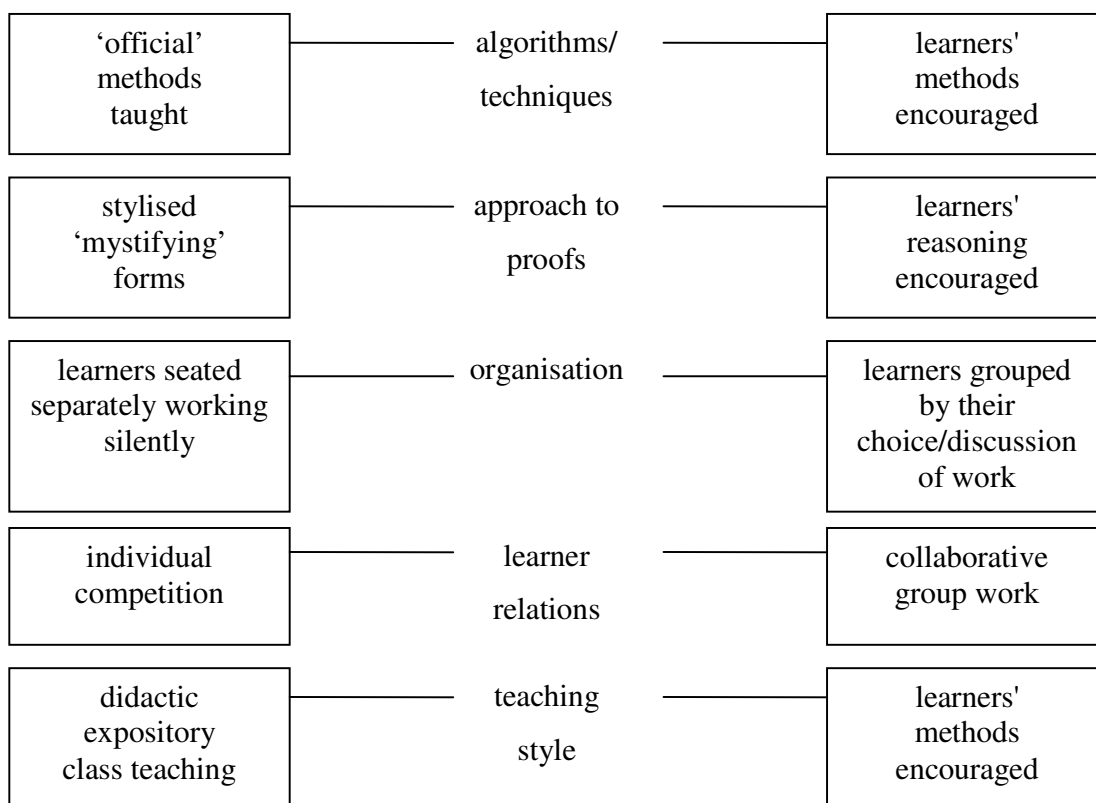 ‘official’
methods
taught
algorithms/
techniques
learners'
methods
encouraged
stylised
‘mystifying’
forms
approach to
proofs
learners'
reasoning
encouraged
learners seated
separately working
silently
organisation
learners grouped
by their
choice/discussion
of work
individual
competition
learner
relations
collaborative
group work
didactic
expository
class teaching
teaching
style
learners'
methods
encouraged